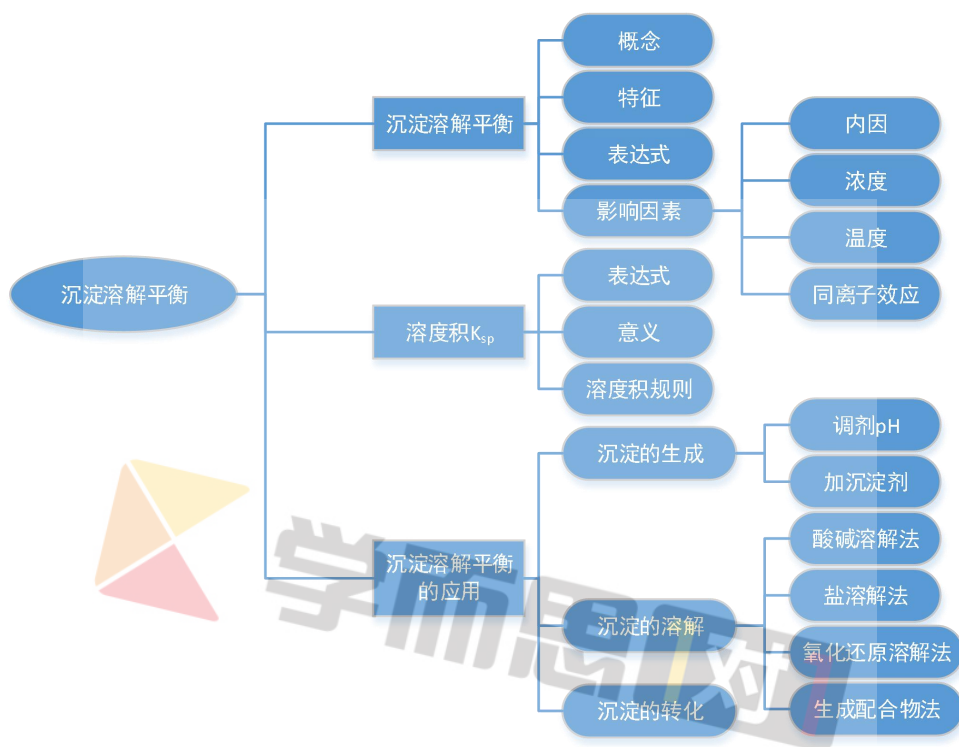 沉淀溶解平衡
沉淀溶解平衡
概念
特征
表达式
影响因素
内因
浓度
温度
同离子效应
溶度积Ksp
表达式
意义
溶度积规则
沉淀溶解平衡
的应用
沉淀的生成
调剂pH
加沉淀剂
沉淀的溶解
酸碱溶解法
盐溶解法
氧化还原溶解法
生成配合物法
沉淀的转化
学而思网